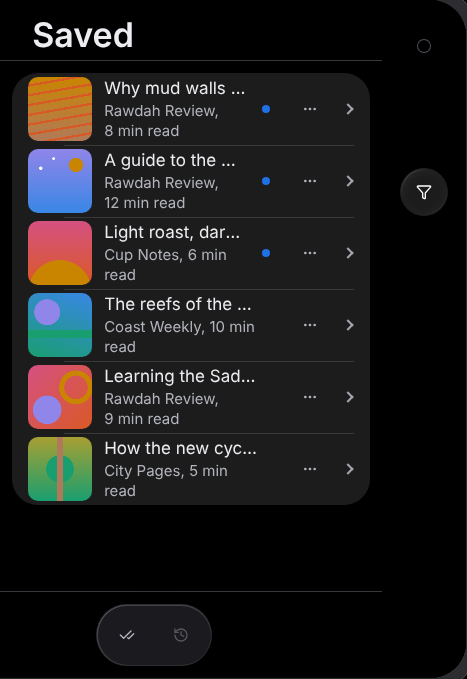 Saved
Why mud walls ...
Rawdah Review,
8 min read
A guide to the ...
Rawdah Review,
12 min read
Light roast, dar...
Cup Notes, 6 min
read
The reefs of the ...
Coast Weekly, 10 min
read
Learning the Sad...
Rawdah Review,
9 min read
How the new cyc...
City Pages, 5 min
read